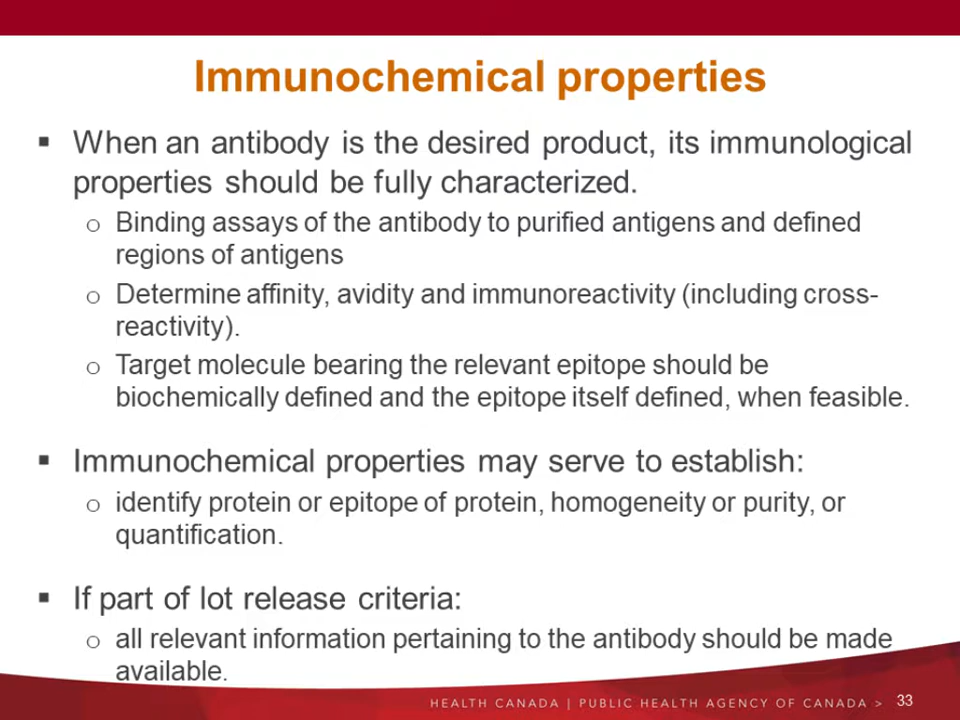 Immunochemical properties
▪ When an antibody is the desired product, its immunological
properties should be fully characterized.
o Binding assays of the antibody to purified antigens and defined
regions of antigens
o Determine affinity, avidity and immunoreactivity (including cross-
reactivity).
o Target molecule bearing the relevant epitope should be
biochemically defined and the epitope itself defined, when feasible.
▪ Immunochemical properties may serve to establish:
o identify protein or epitope of protein, homogeneity or purity, or
quantification.
▪ If part of lot release criteria:
o all relevant information pertaining to the antibody should be made
available.
HEALTH CANADA | PUBLIC HEALTH AGENCY OF CANADA > 33